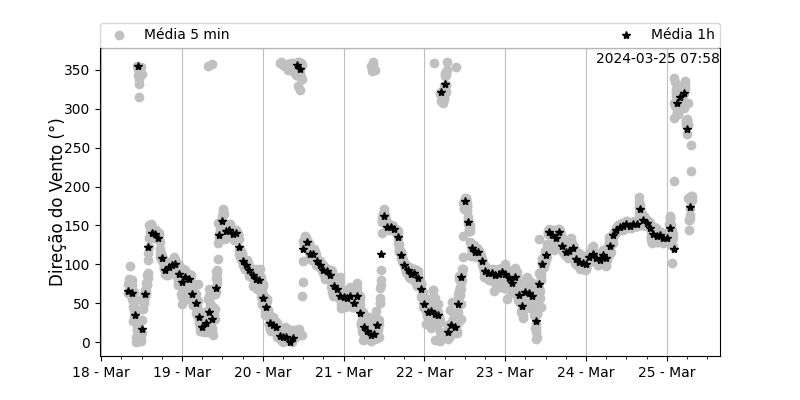 Média 5 min
Média 1h
2024-03-25 07:58
Direção do Vento (°)
350
300
250
200
150
100
50
0
18 - Mar
19 - Mar
20 - Mar
21 - Mar
22 - Mar
23 - Mar
24 - Mar
25 - Mar